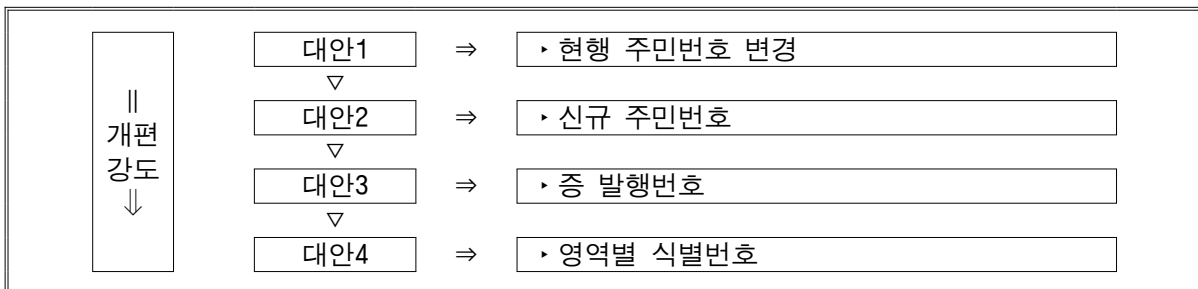 대안1 ⇒ ‣현행 주민번호 변경
▽
∥
대안2 ⇒ ‣신규 주민번호
개편
▽
강도
대안3 ⇒ ‣증 발행번호
⇓
▽
대안4 ⇒ ‣영역별 식별번호